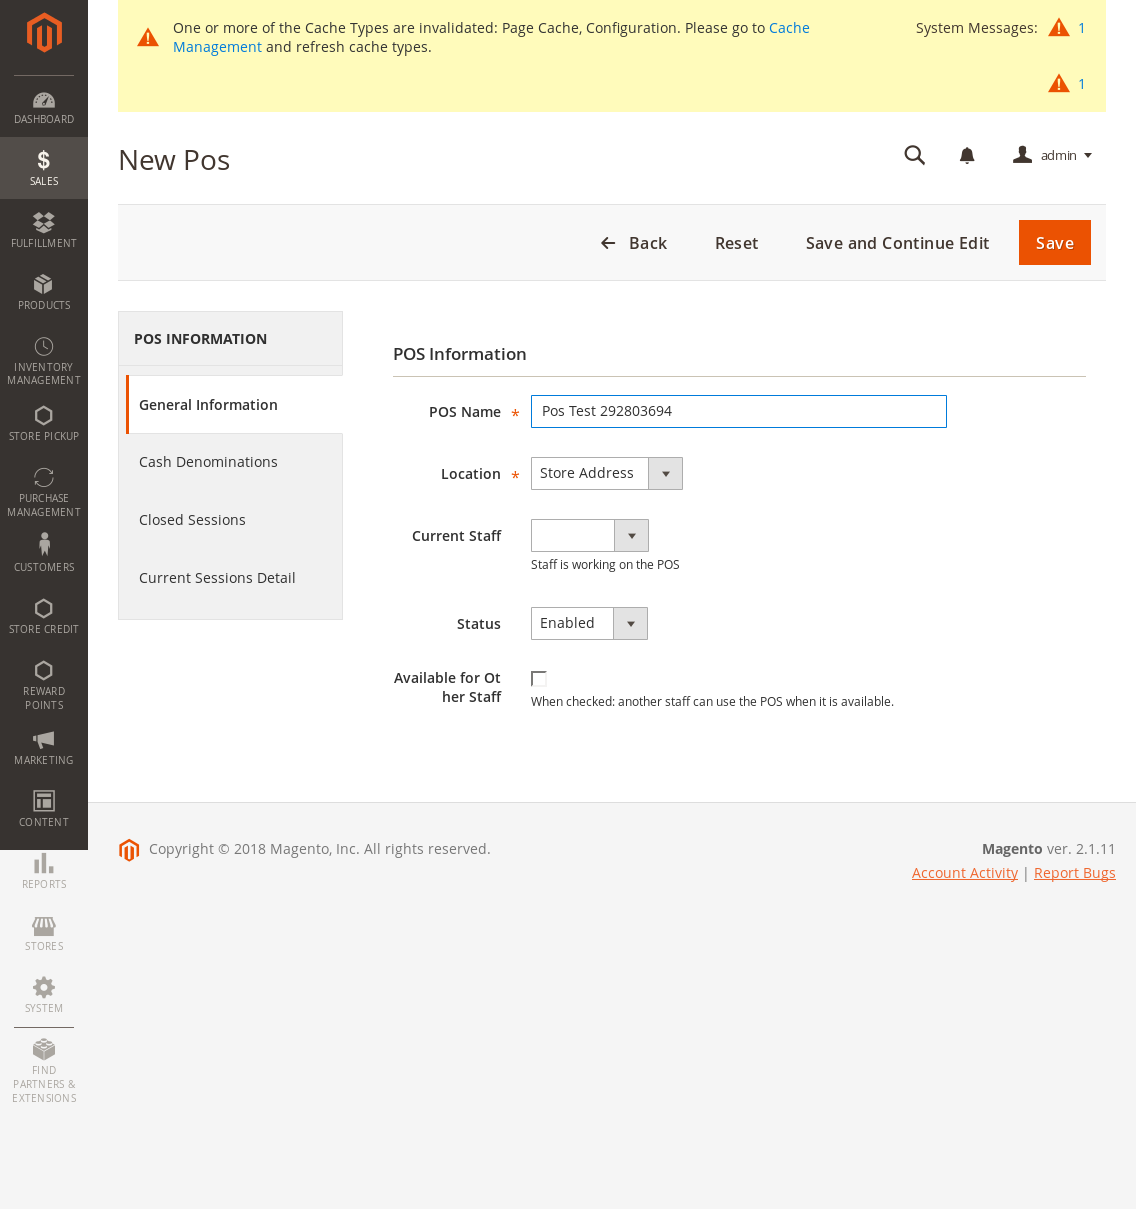 One or more of the Cache Types are invalidated: Page Cache, Configuration. Please go to Cache
Management and refresh cache types.
System Messages: 1
1
New Pos
admin
Back
Reset
Save and Continue Edit
Save
DASHBOARD
SALES
FULFILLMENT
PRODUCTS
INVENTORY
MANAGEMENT
STORE PICKUP
PURCHASE
MANAGEMENT
CUSTOMERS
STORE CREDIT
REWARD
POINTS
MARKETING
CONTENT
REPORTS
STORES
SYSTEM
FIND
PARTNERS &
EXTENSIONS
POS INFORMATION
General Information
Cash Denominations
Closed Sessions
Current Sessions Detail
POS Information
POS Name * Pos Test 292803694
Location * Store Address
Current Staff
Staff is working on the POS
Status Enabled
Available for Ot
her Staff
When checked: another staff can use the POS when it is available.
Copyright © 2018 Magento, Inc. All rights reserved.
Magento ver. 2.1.11
Account Activity | Report Bugs